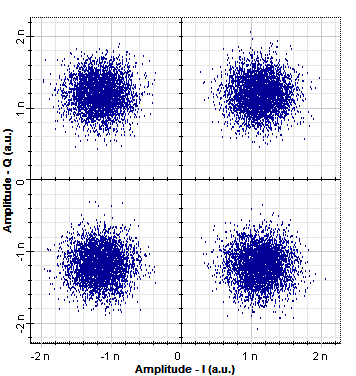 2 n
1 n
0
-1 n
-2 n
Amplitude - Q (a.u.)
-2 n -1 n 0 1 n 2 n
Amplitude - I (a.u.)